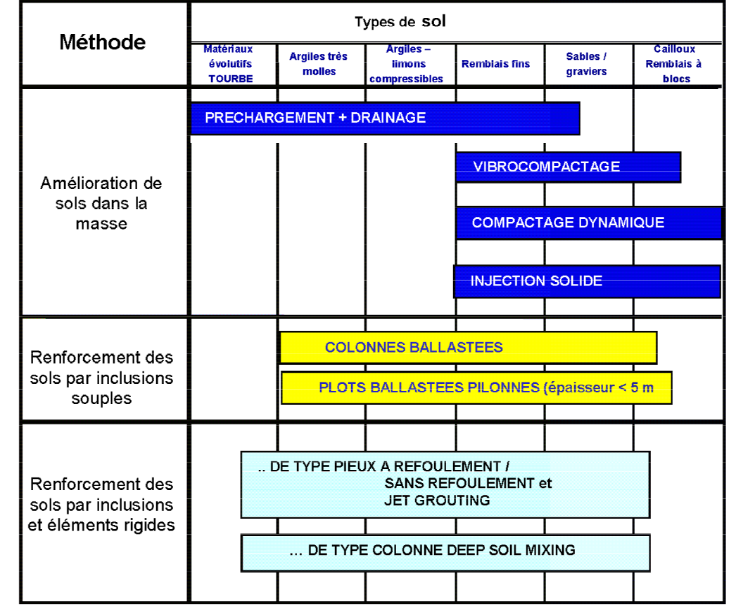 Types de sol
Méthode
Matériaux
évolutifs
TOURBE
Argiles très
molles
Argiles –
limons
compressibles
Remblais fins
Sables /
graviers
Cailloux
Remblais à
blocs
Amélioration de
sols dans la
masse
PRECHARGEMENT + DRAINAGE
VIBROCOMPACTAGE
COMPACTAGE DYNAMIQUE
INJECTION SOLIDE
Renforcement des
sols par inclusions
souples
COLONNES BALLASTEES
PLOTS BALLASTEES PILONNES (épaisseur < 5 m
Renforcement des
sols par inclusions
et éléments rigides
.. DE TYPE PIEUX A REFOULEMENT /
SANS REFOULEMENT et
JET GROUTING
... DE TYPE COLONNE DEEP SOIL MIXING